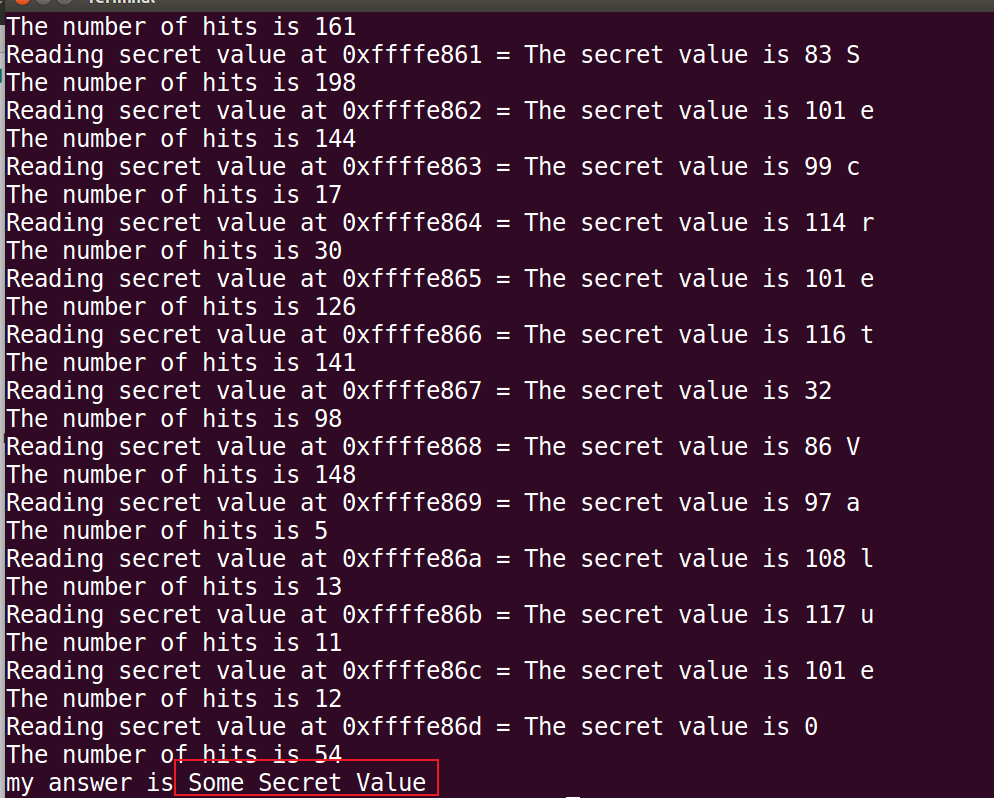 Terminal
The number of hits is 161
Reading secret value at 0xffffe861 = The secret value is 83 S
The number of hits is 198
Reading secret value at 0xffffe862 = The secret value is 101 e
The number of hits is 144
Reading secret value at 0xffffe863 = The secret value is 99 c
The number of hits is 17
Reading secret value at 0xffffe864 = The secret value is 114 r
The number of hits is 30
Reading secret value at 0xffffe865 = The secret value is 101 e
The number of hits is 126
Reading secret value at 0xffffe866 = The secret value is 116 t
The number of hits is 141
Reading secret value at 0xffffe867 = The secret value is 32
The number of hits is 98
Reading secret value at 0xffffe868 = The secret value is 86 V
The number of hits is 148
Reading secret value at 0xffffe869 = The secret value is 97 a
The number of hits is 5
Reading secret value at 0xffffe86a = The secret value is 108 l
The number of hits is 13
Reading secret value at 0xffffe86b = The secret value is 117 u
The number of hits is 11
Reading secret value at 0xffffe86c = The secret value is 101 e
The number of hits is 12
Reading secret value at 0xffffe86d = The secret value is 0
The number of hits is 54
my answer is Some Secret Value